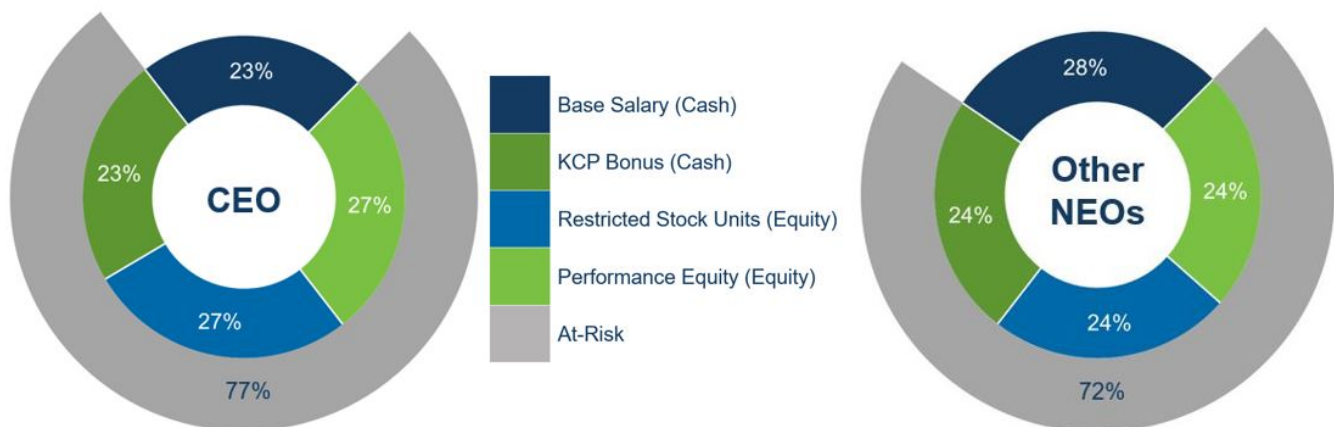 23%
23%
CEO
27%
27%
77%
Base Salary (Cash)
KCP Bonus (Cash)
Restricted Stock Units (Equity)
Performance Equity (Equity)
At-Risk
28%
Other
NEOs
24%
24%
24%
72%